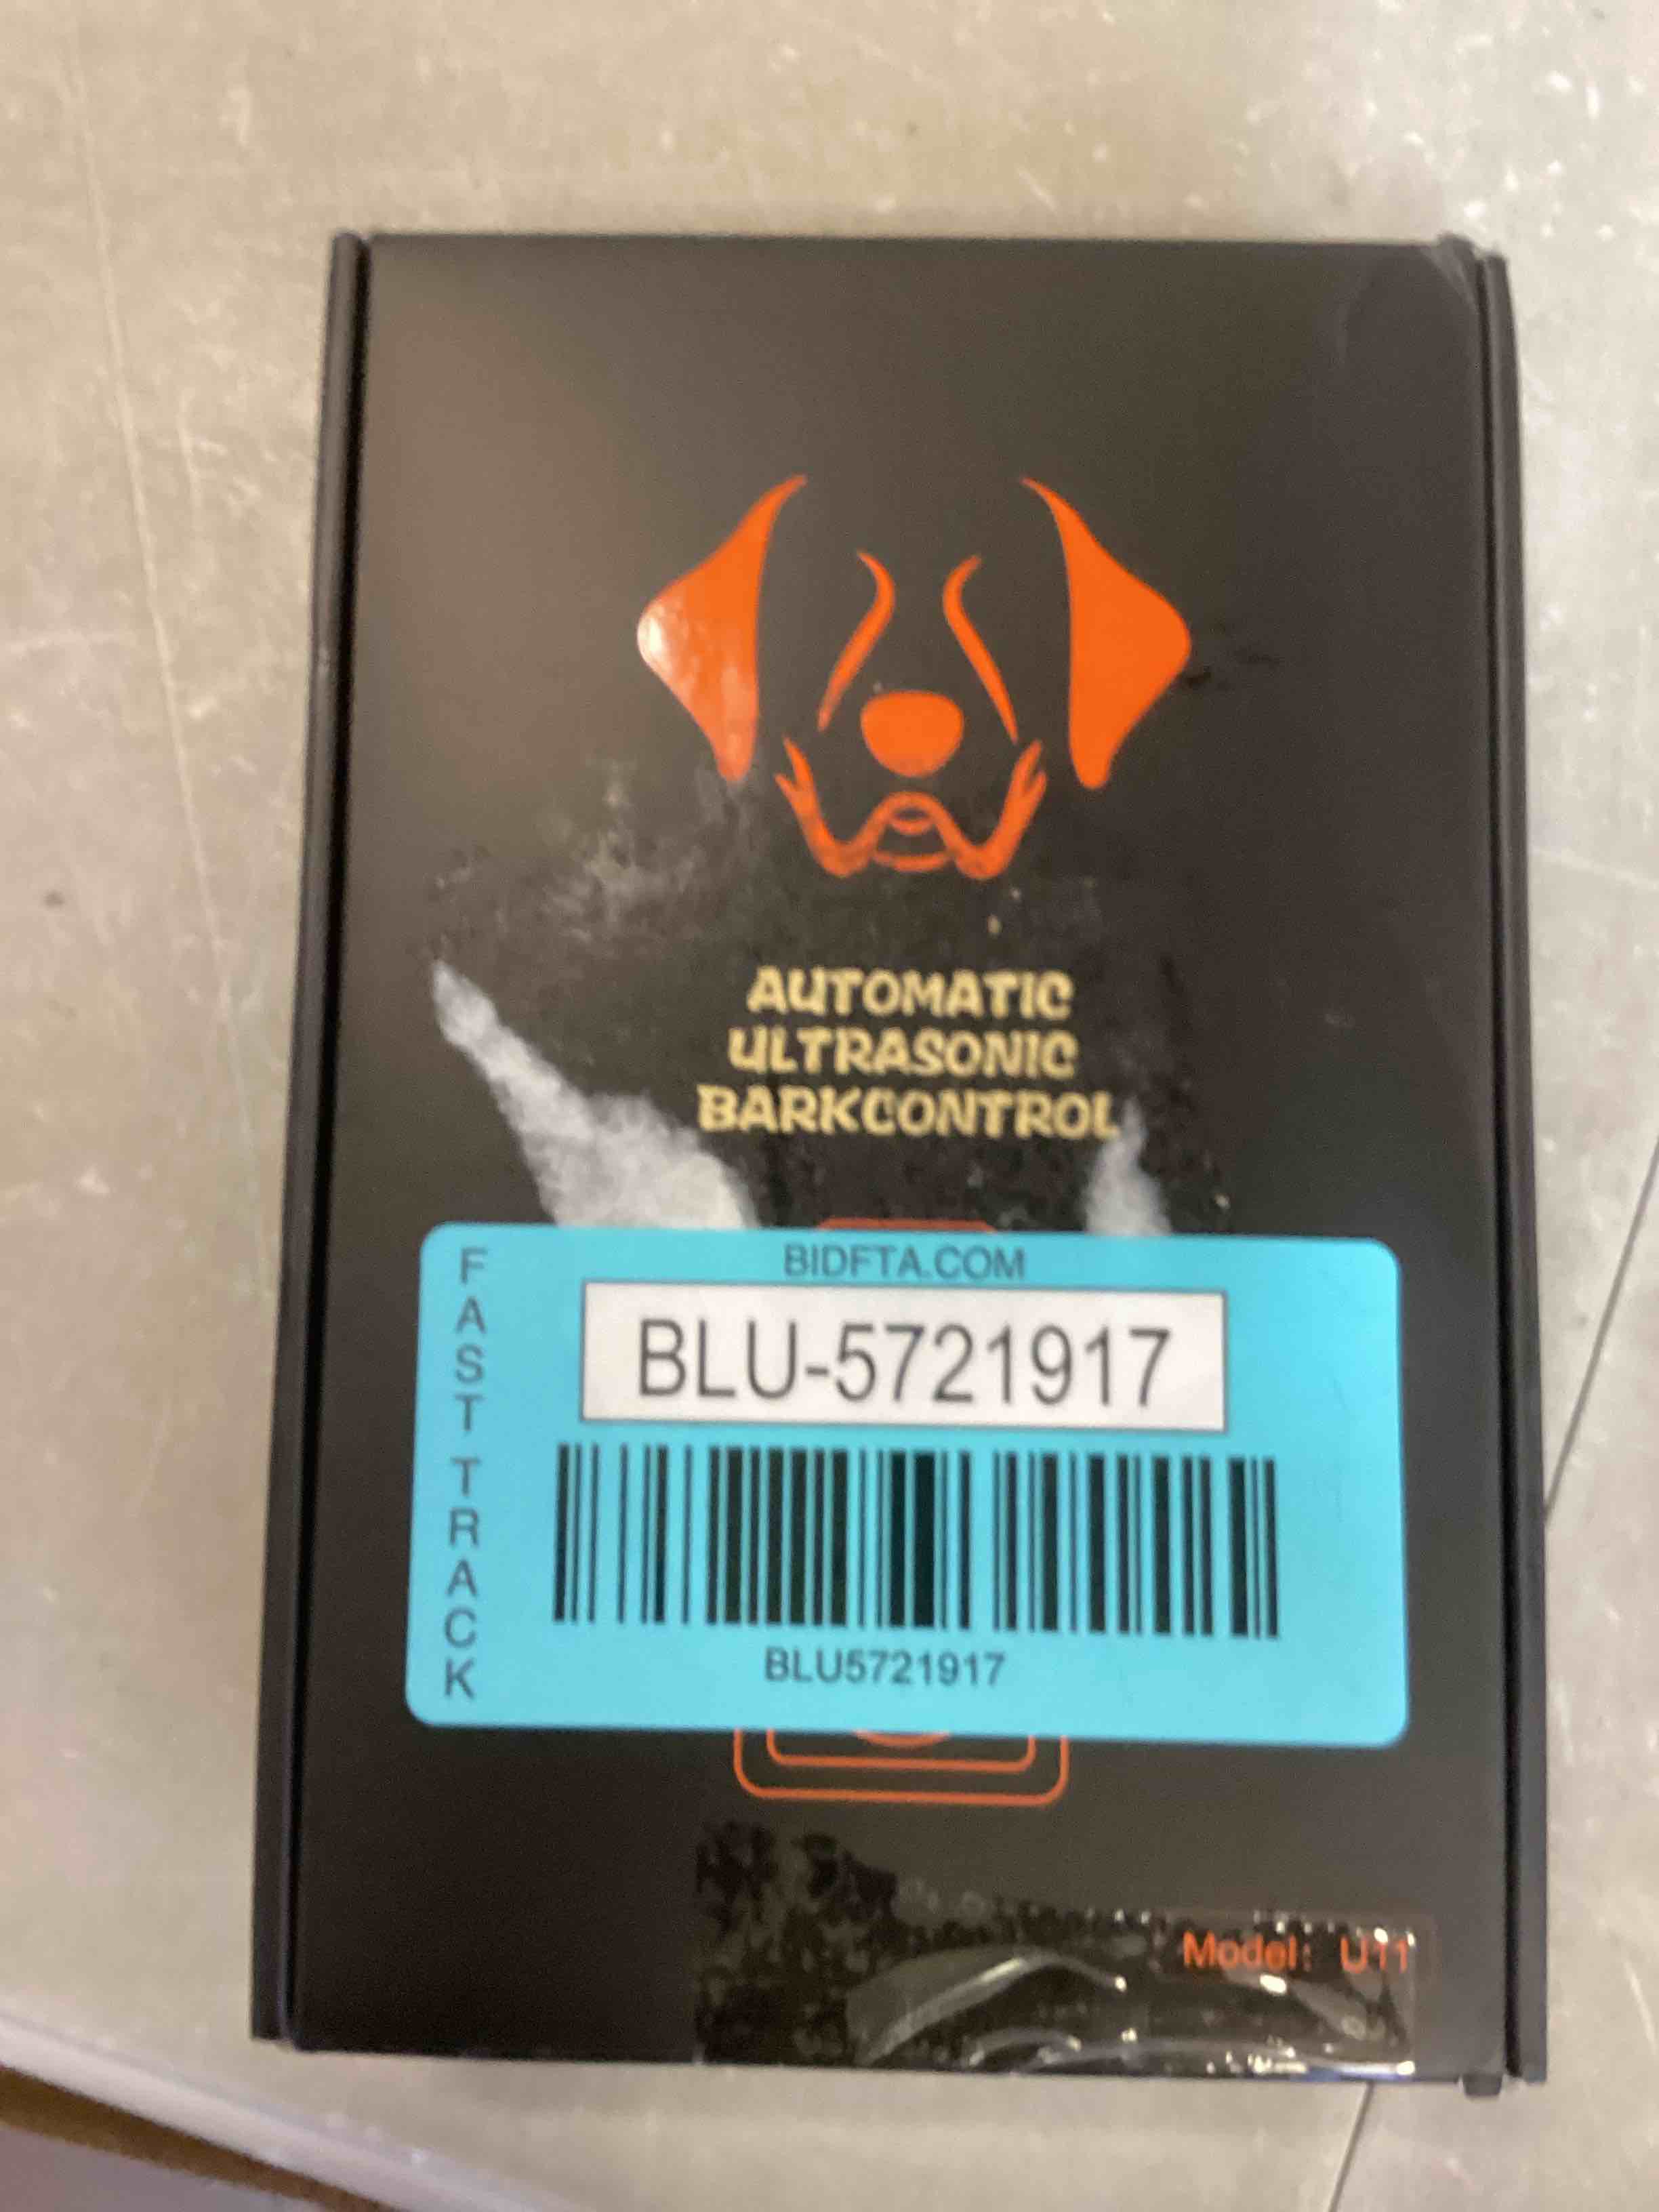 AUTOMATIC
ULTRASONIC
BARKCONTROL
BIDFTA.COM
FAST TRACK
BLU-5721917
BLU5721917
Model: U11